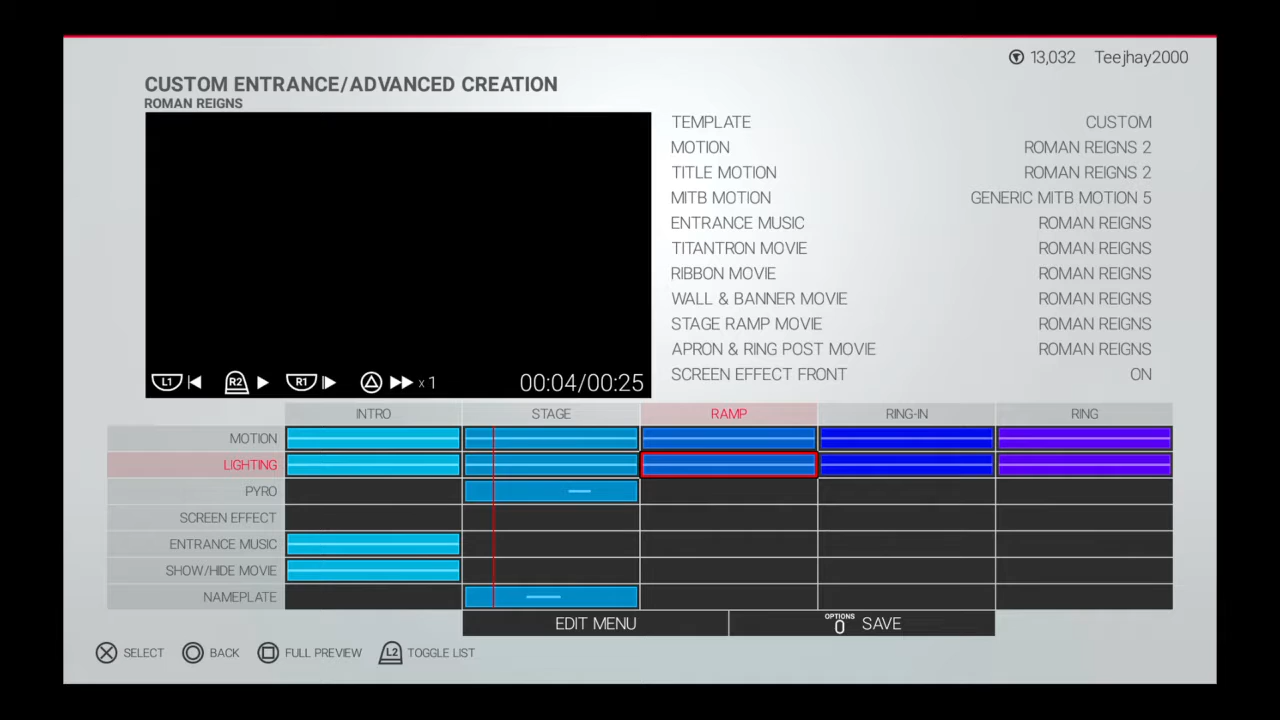 13,032 Teejhay2000
CUSTOM ENTRANCE/ADVANCED CREATION
ROMAN REIGNS
TEMPLATE CUSTOM
MOTION ROMAN REIGNS 2
TITLE MOTION ROMAN REIGNS 2
MITB MOTION GENERIC MITB MOTION 5
ENTRANCE MUSIC ROMAN REIGNS
TITANTRON MOVIE ROMAN REIGNS
RIBBON MOVIE ROMAN REIGNS
WALL & BANNER MOVIE ROMAN REIGNS
STAGE RAMP MOVIE ROMAN REIGNS
APRON & RING POST MOVIE ROMAN REIGNS
SCREEN EFFECT FRONT ON
L1 R2 R1 x 1 00:04/00:25
INTRO STAGE RAMP RING-IN RING
MOTION
LIGHTING
PYRO
SCREEN EFFECT
ENTRANCE MUSIC
SHOW/HIDE MOVIE
NAMEPLATE
EDIT MENU OPTIONS SAVE
SELECT BACK FULL PREVIEW L2 TOGGLE LIST